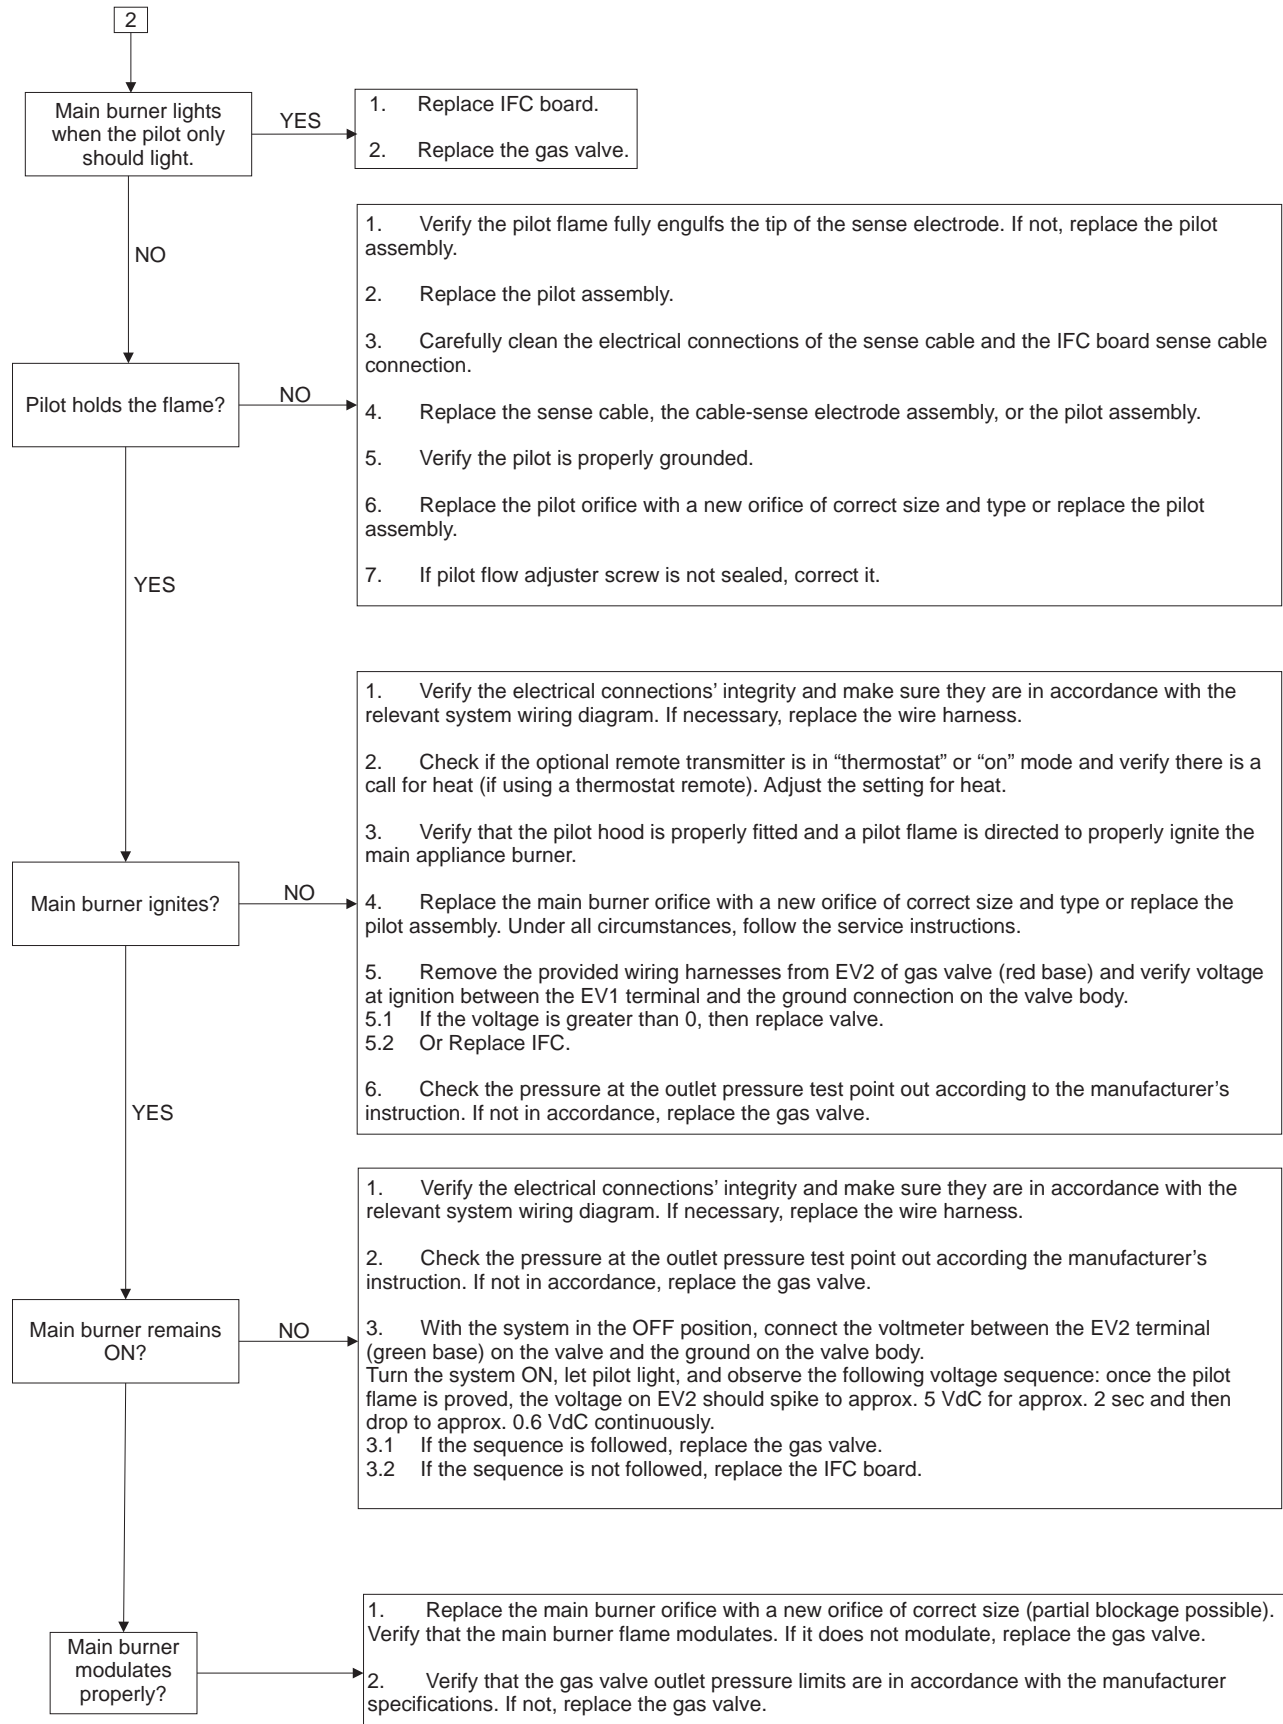 2
Main burner lights
when the pilot only
should light.
YES
1. Replace IFC board.
2. Replace the gas valve.
NO
1. Verify the pilot flame fully engulfs the tip of the sense electrode. If not, replace the pilot
assembly.
2. Replace the pilot assembly.
3. Carefully clean the electrical connections of the sense cable and the IFC board sense cable
connection.
4. Replace the sense cable, the cable-sense electrode assembly, or the pilot assembly.
5. Verify the pilot is properly grounded.
6. Replace the pilot orifice with a new orifice of correct size and type or replace the pilot
assembly.
7. If pilot flow adjuster screw is not sealed, correct it.
Pilot holds the flame?
NO
YES
1. Verify the electrical connections’ integrity and make sure they are in accordance with the
relevant system wiring diagram. If necessary, replace the wire harness.
2. Check if the optional remote transmitter is in “thermostat” or “on” mode and verify there is a
call for heat (if using a thermostat remote). Adjust the setting for heat.
3. Verify that the pilot hood is properly fitted and a pilot flame is directed to properly ignite the
main appliance burner.
4. Replace the main burner orifice with a new orifice of correct size and type or replace the
pilot assembly. Under all circumstances, follow the service instructions.
5. Remove the provided wiring harnesses from EV2 of gas valve (red base) and verify voltage
at ignition between the EV1 terminal and the ground connection on the valve body.
5.1 If the voltage is greater than 0, then replace valve.
5.2 Or Replace IFC.
6. Check the pressure at the outlet pressure test point out according to the manufacturer’s
instruction. If not in accordance, replace the gas valve.
Main burner ignites?
NO
YES
1. Verify the electrical connections’ integrity and make sure they are in accordance with the
relevant system wiring diagram. If necessary, replace the wire harness.
2. Check the pressure at the outlet pressure test point out according the manufacturer’s
instruction. If not in accordance, replace the gas valve.
3. With the system in the OFF position, connect the voltmeter between the EV2 terminal
(green base) on the valve and the ground on the valve body.
Turn the system ON, let pilot light, and observe the following voltage sequence: once the pilot
flame is proved, the voltage on EV2 should spike to approx. 5 VdC for approx. 2 sec and then
drop to approx. 0.6 VdC continuously.
3.1 If the sequence is followed, replace the gas valve.
3.2 If the sequence is not followed, replace the IFC board.
Main burner remains
ON?
NO
1. Replace the main burner orifice with a new orifice of correct size (partial blockage possible).
Verify that the main burner flame modulates. If it does not modulate, replace the gas valve.
2. Verify that the gas valve outlet pressure limits are in accordance with the manufacturer
specifications. If not, replace the gas valve.
Main burner
modulates
properly?